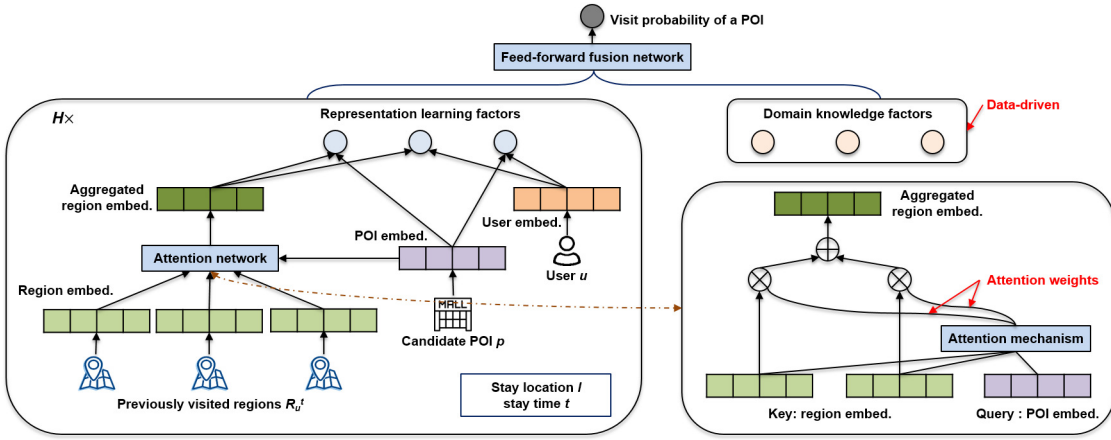 Visit probability of a POI
Feed-forward fusion network
H×
Representation learning factors
Domain knowledge factors
Data-driven
Aggregated
region embed.
User embed.
POI embed.
User u
Attention network
Region embed.
MALL
Candidate POI p
Previously visited regions Rᵤᵗ
Stay location l
stay time t
Aggregated
region embed.
Attention weights
Attention mechanism
Key: region embed.
Query : POI embed.